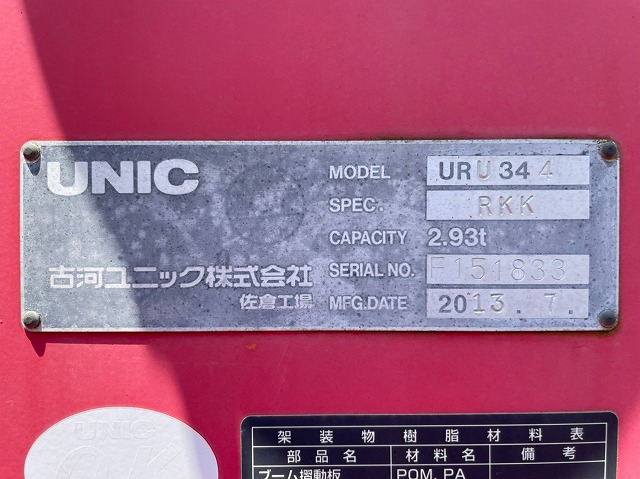 UNIC
MODEL URU344
SPEC. RKK
CAPACITY 2.93t
古河ユニック株式会社 SERIAL NO. F151833
佐倉工場 MFG.DATE 2013.7.
UNIC
架装物樹脂材料表
部品名 材料名 備考
ブーム摺動板 POM, PA